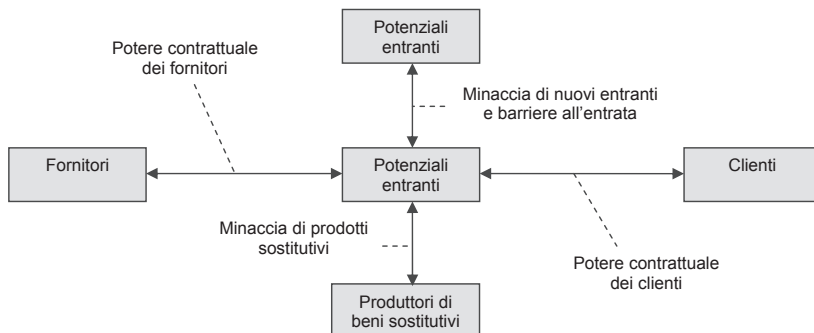 Potenziali
entranti
Potere contrattuale
dei fornitori
Minaccia di nuovi entranti
e barriere all'entrata
Fornitori
Potenziali
entranti
Clienti
Minaccia di prodotti
sostitutivi
Potere contrattuale
dei clienti
Produttori di
beni sostitutivi